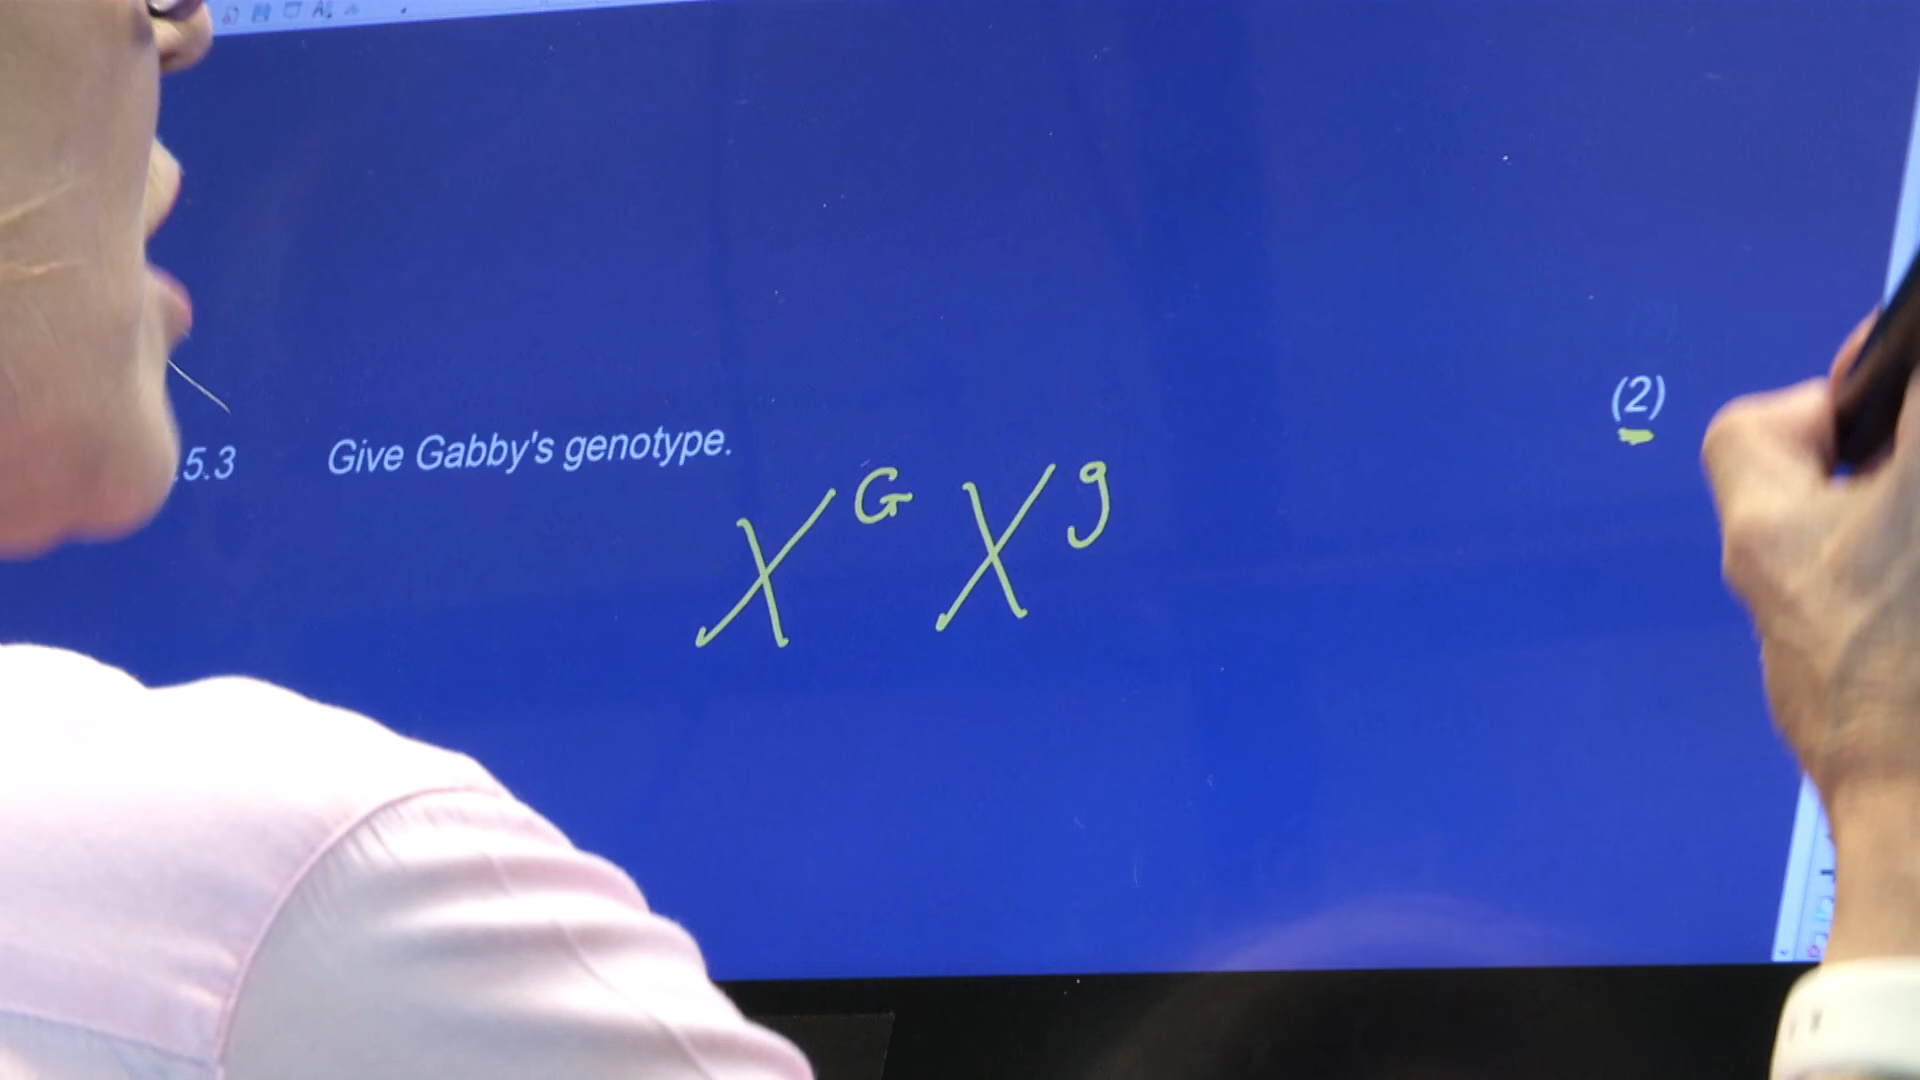 (2)
.5.3 Give Gabby's genotype.
X^G X^g